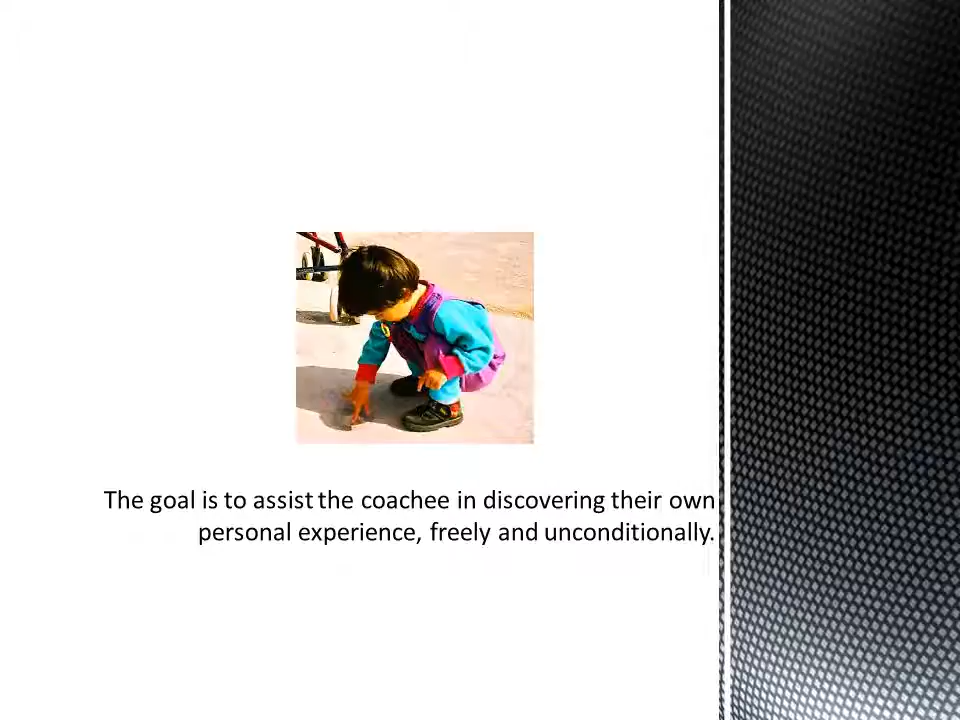 The goal is to assist the coachee in discovering their own
personal experience, freely and unconditionally.